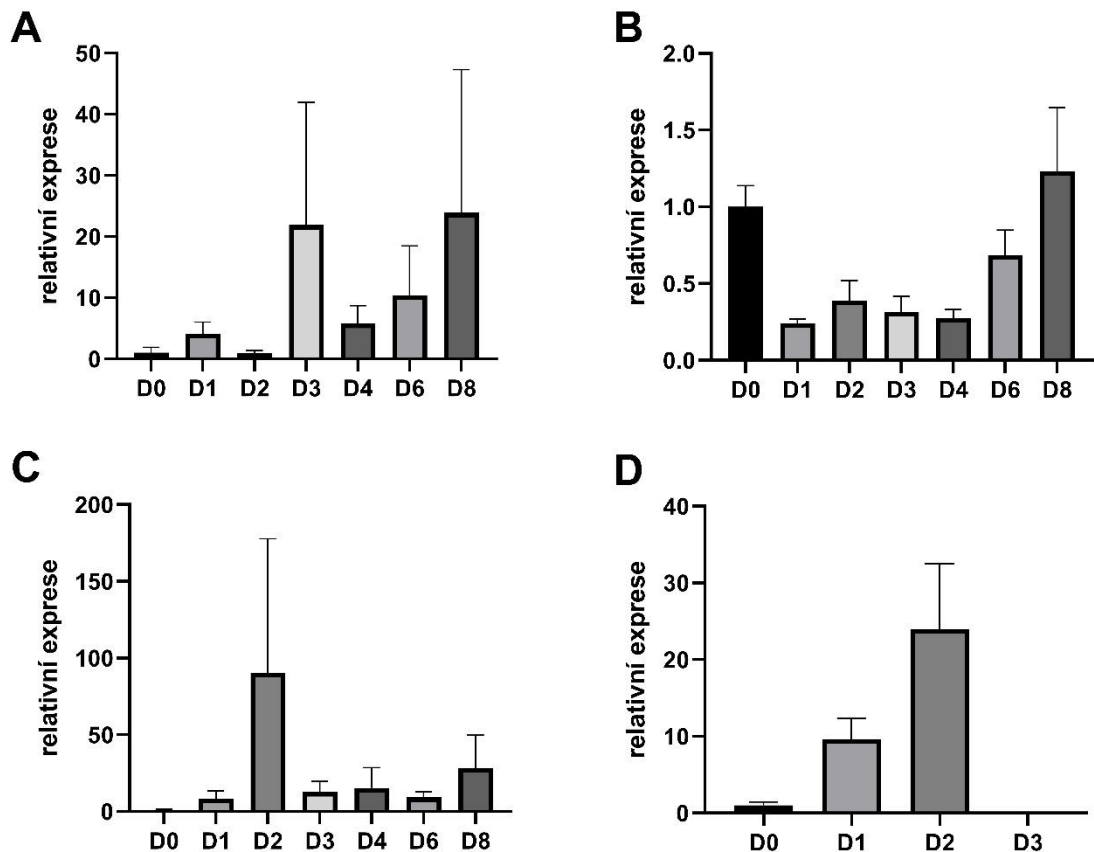 A
relativní exprese
50
40
30
20
10
0
D0 D1 D2 D3 D4 D6 D8
B
relativní exprese
2.0
1.5
1.0
0.5
0.0
D0 D1 D2 D3 D4 D6 D8
C
relativní exprese
200
150
100
50
0
D0 D1 D2 D3 D4 D6 D8
D
relativní exprese
40
30
20
10
0
D0 D1 D2 D3